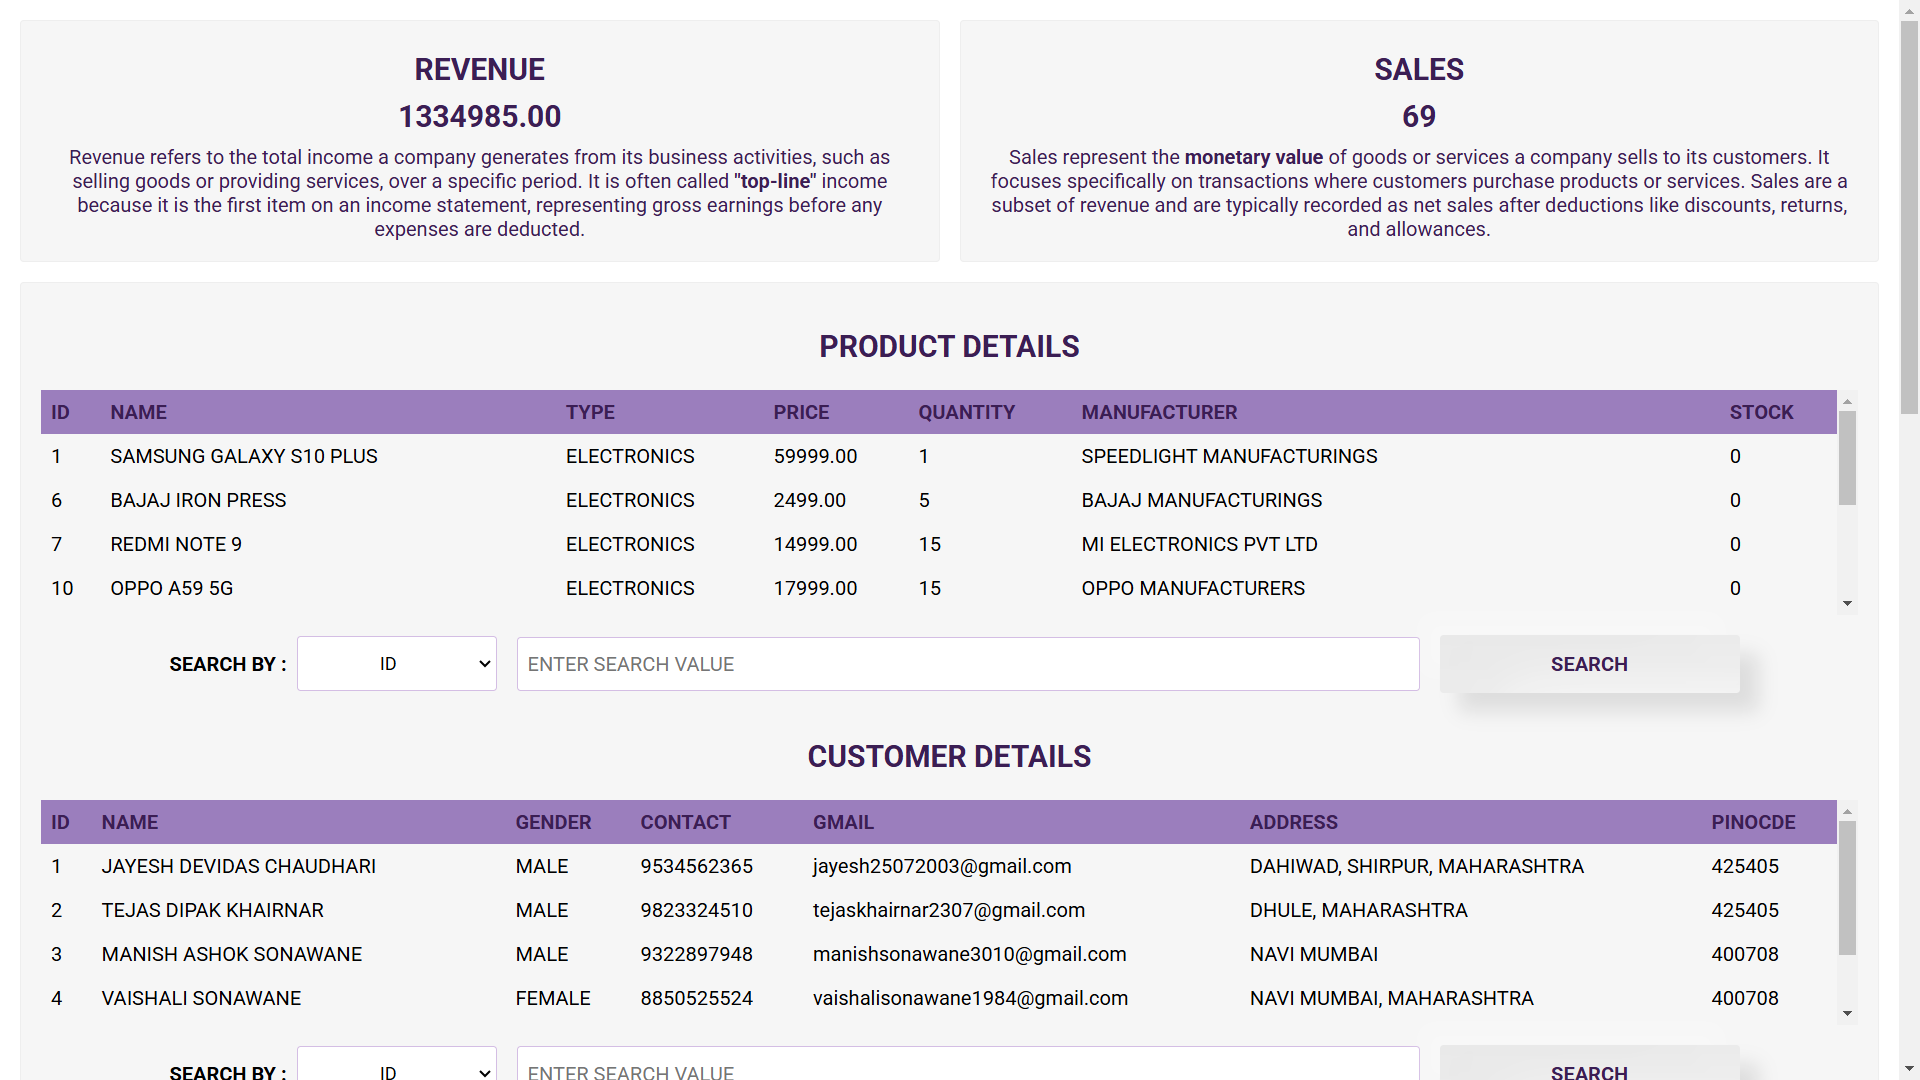 REVENUE
1334985.00
Revenue refers to the total income a company generates from its business activities, such as
selling goods or providing services, over a specific period. It is often called "top-line" income
because it is the first item on an income statement, representing gross earnings before any
expenses are deducted.
SALES
69
Sales represent the monetary value of goods or services a company sells to its customers. It
focuses specifically on transactions where customers purchase products or services. Sales are a
subset of revenue and are typically recorded as net sales after deductions like discounts, returns,
and allowances.
PRODUCT DETAILS
ID NAME TYPE PRICE QUANTITY MANUFACTURER STOCK
1 SAMSUNG GALAXY S10 PLUS ELECTRONICS 59999.00 1 SPEEDLIGHT MANUFACTURINGS 0
6 BAJAJ IRON PRESS ELECTRONICS 2499.00 5 BAJAJ MANUFACTURINGS 0
7 REDMI NOTE 9 ELECTRONICS 14999.00 15 MI ELECTRONICS PVT LTD 0
10 OPPO A59 5G ELECTRONICS 17999.00 15 OPPO MANUFACTURERS 0
SEARCH BY : ID ENTER SEARCH VALUE SEARCH
CUSTOMER DETAILS
ID NAME GENDER CONTACT GMAIL ADDRESS PINOCDE
1 JAYESH DEVIDAS CHAUDHARI MALE 9534562365 jayesh25072003@gmail.com DAHIWAD, SHIRPUR, MAHARASHTRA 425405
2 TEJAS DIPAK KHAIRNAR MALE 9823324510 tejaskhairnar2307@gmail.com DHULE, MAHARASHTRA 425405
3 MANISH ASHOK SONAWANE MALE 9322897948 manishsonawane3010@gmail.com NAVI MUMBAI 400708
4 VAISHALI SONAWANE FEMALE 8850525524 vaishalisonawane1984@gmail.com NAVI MUMBAI, MAHARASHTRA 400708
SEARCH BY : ID ENTER SEARCH VALUE SEARCH